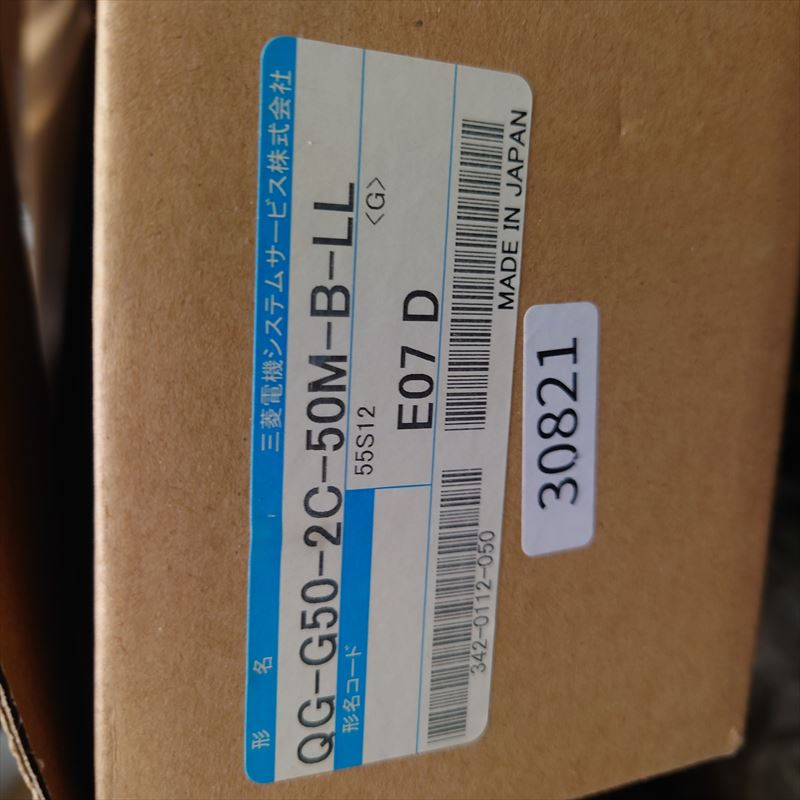 形 名 三菱電機システムサービス株式会社
QG-G50-2C-50M-B-LL
形名コード 55S12 <G>
E07 D
342-0112-050
MADE IN JAPAN
30821